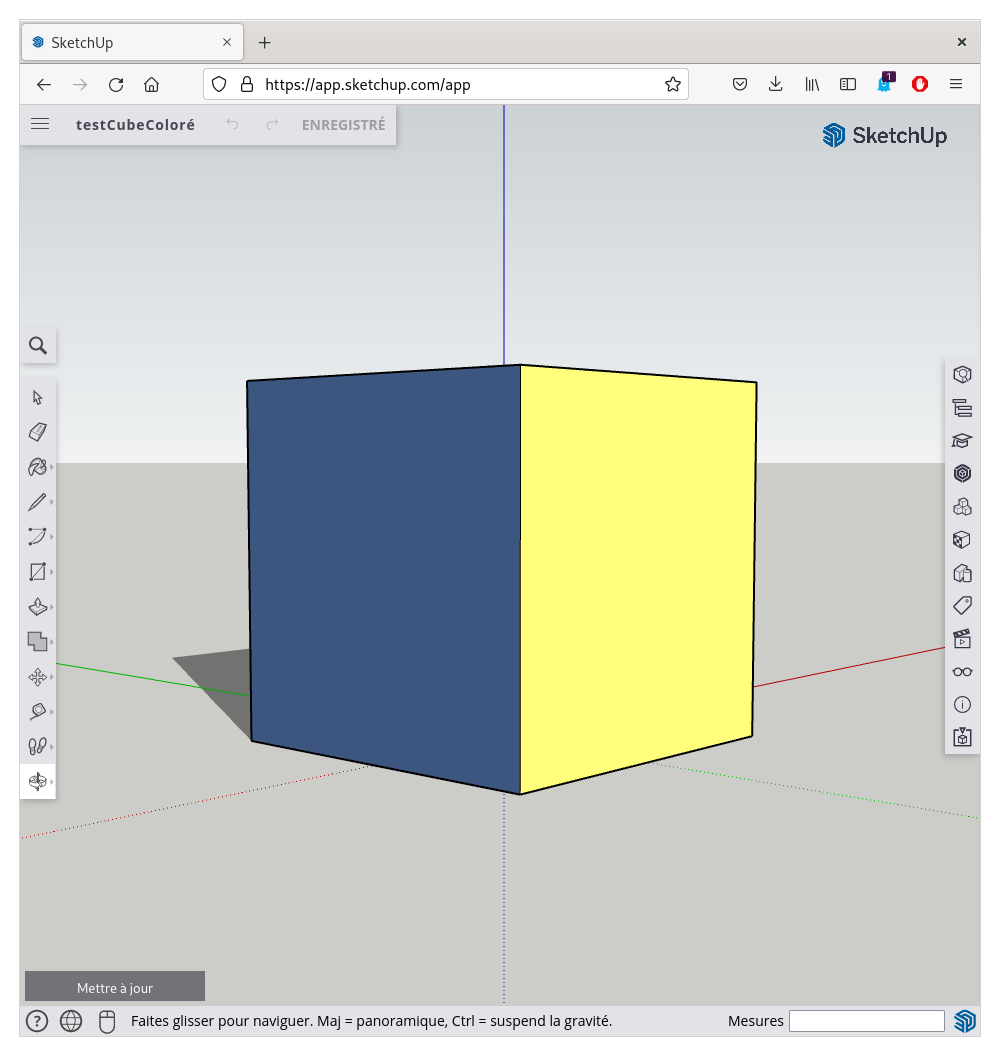 SketchUp
https://app.sketchup.com/app
1
testCubeColoré ENREGISTRÉ
SketchUp
Mettre à jour
Faites glisser pour naviguer. Maj = panoramique, Ctrl = suspend la gravité. Mesures